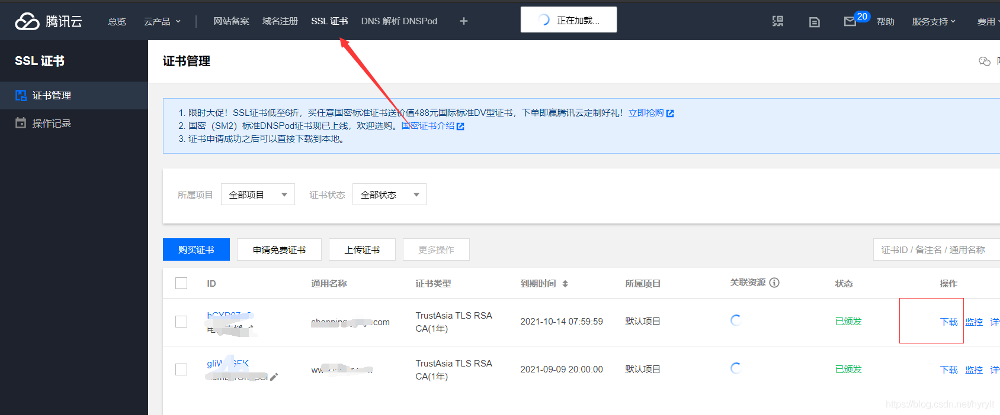 腾讯云 总览 云产品 网站备案 域名注册 SSL 证书 DNS 解析 DNSPod + 正在加载... 20 帮助 服务支持 费用
SSL 证书
证书管理
操作记录
证书管理
1. 限时大促！SSL证书低至6折，买任意国密标准证书送价值488元国际标准DV型证书，下单即赢腾讯云定制好礼！立即抢购
2. 国密（SM2）标准DNSPod证书现已上线，欢迎选购。国密证书介绍
3. 证书申请成功之后可以直接下载到本地。
所属项目 全部项目 证书状态 全部状态
购买证书 申请免费证书 上传证书 更多操作 证书ID / 备注名 / 通用名称
ID 通用名称 证书类型 到期时间 所属项目 关联资源 状态 操作
TrustAsia TLS RSA
CA(1年)
.com 2021-10-14 07:59:59 默认项目 已颁发 下载 监控
TrustAsia TLS RSA
CA(1年)
2021-09-09 20:00:00 默认项目 已颁发 下载 监控
https://blog.csdn.net/hyrylt